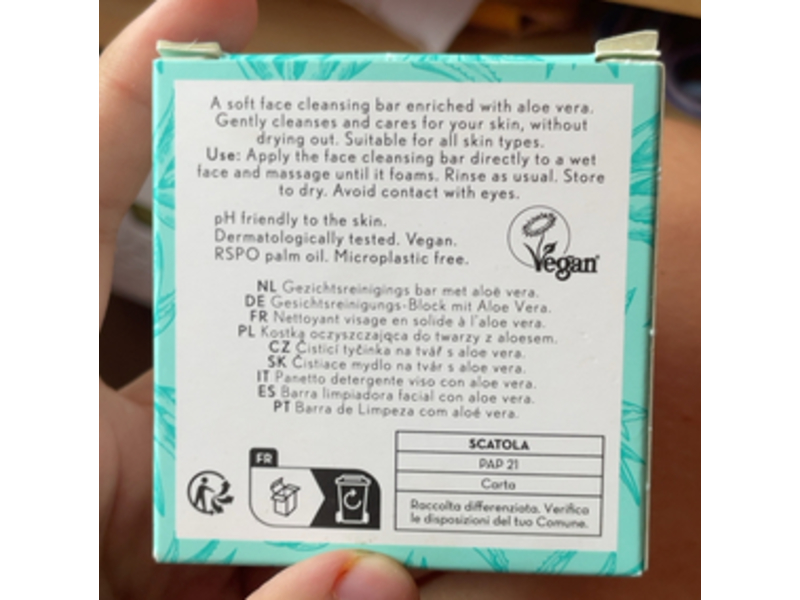 A soft face cleansing bar enriched with aloe vera.
Gently cleanses and cares for your skin, without
drying out. Suitable for all skin types.
Use: Apply the face cleansing bar directly to a wet
face and massage until it foams. Rinse as usual. Store
to dry. Avoid contact with eyes.
pH friendly to the skin.
Dermatologically tested. Vegan.
RSPO palm oil. Microplastic free.
Vegan
NL Gezichtsreinigings bar met aloë vera.
DE Gesichtsreinigungs-Block mit Aloe Vera.
FR Nettoyant visage en solide à l'aloe vera.
PL Kostka oczyszczająca do twarzy z aloesem.
CZ Čisticí tyčinka na tvář s aloe vera.
SK Čistiace mydlo na tvár s aloe vera.
IT Panetto detergente viso con aloe vera.
ES Barra limpiadora facial con aloe vera.
PT Barra de Limpeza com aloé vera.
FR
SCATOLA
PAP 21
Carta
Raccolta differenziata. Verifica
le disposizioni del tuo Comune.